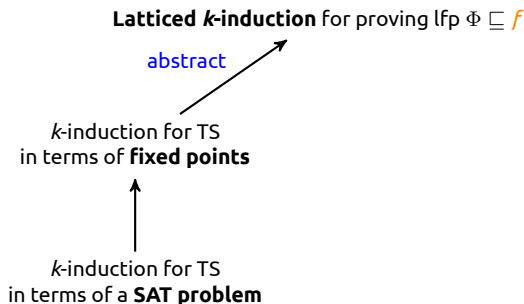 Latticed k-induction for proving lfp Φ ⊑ f
abstract
k-induction for TS
in terms of fixed points
k-induction for TS
in terms of a SAT problem